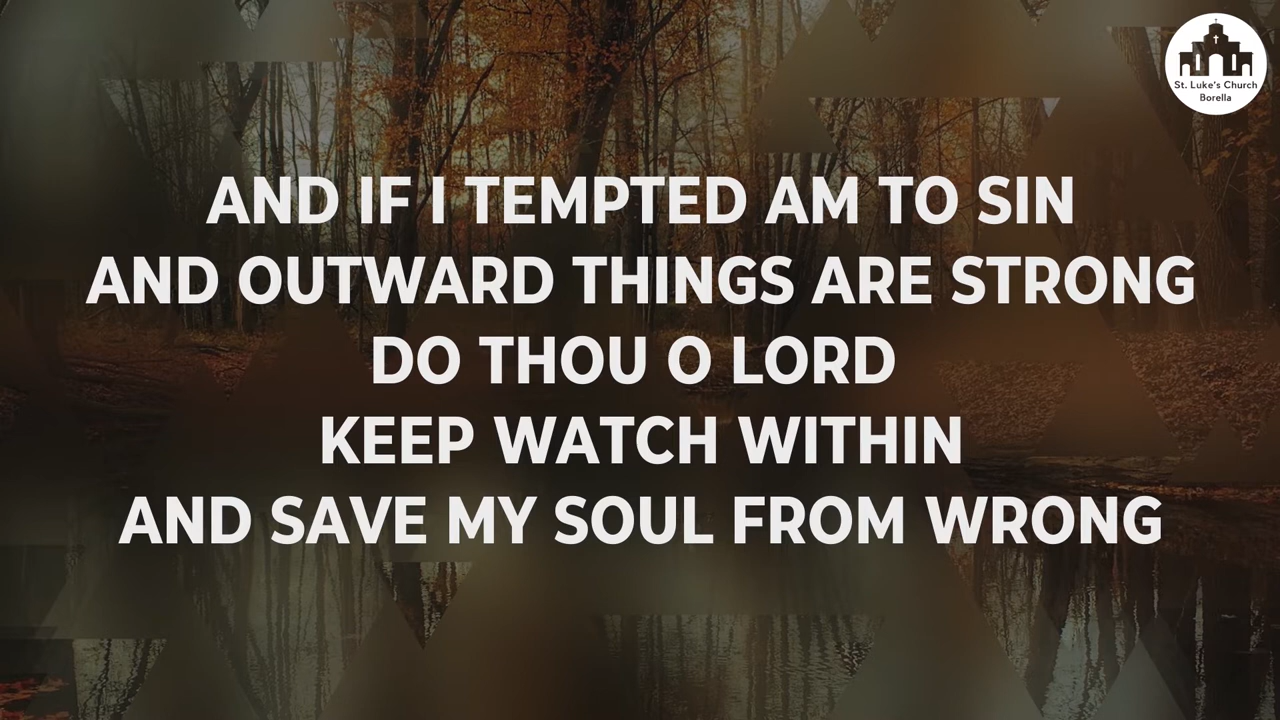 St. Luke's Church
Borella
AND IF I TEMPTED AM TO SIN
AND OUTWARD THINGS ARE STRONG
DO THOU O LORD
KEEP WATCH WITHIN
AND SAVE MY SOUL FROM WRONG